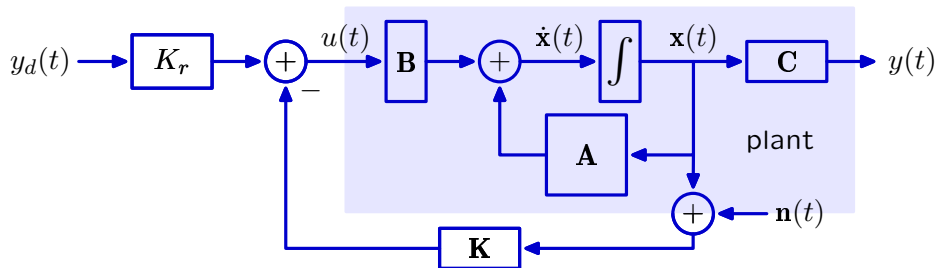 y_d(t) K_r + − u(t) B + ẋ(t) ∫ x(t) C y(t)
A
plant
+ n(t)
K